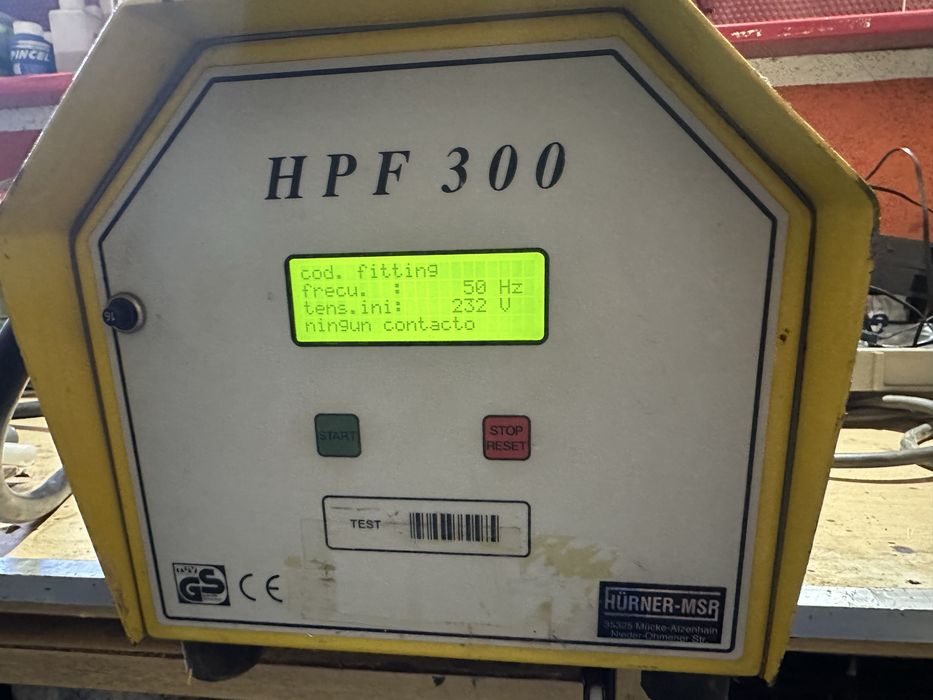 PINCEL
HPF 300
cod. fitting
frecu. : 50 Hz
tens.ini: 232 V
ningun contacto
16
START
STOP
RESET
TEST
GS
CE
HÜRNER-MSR
35325 Mücke-Atzenhain
Nieder-Ohmener Str.